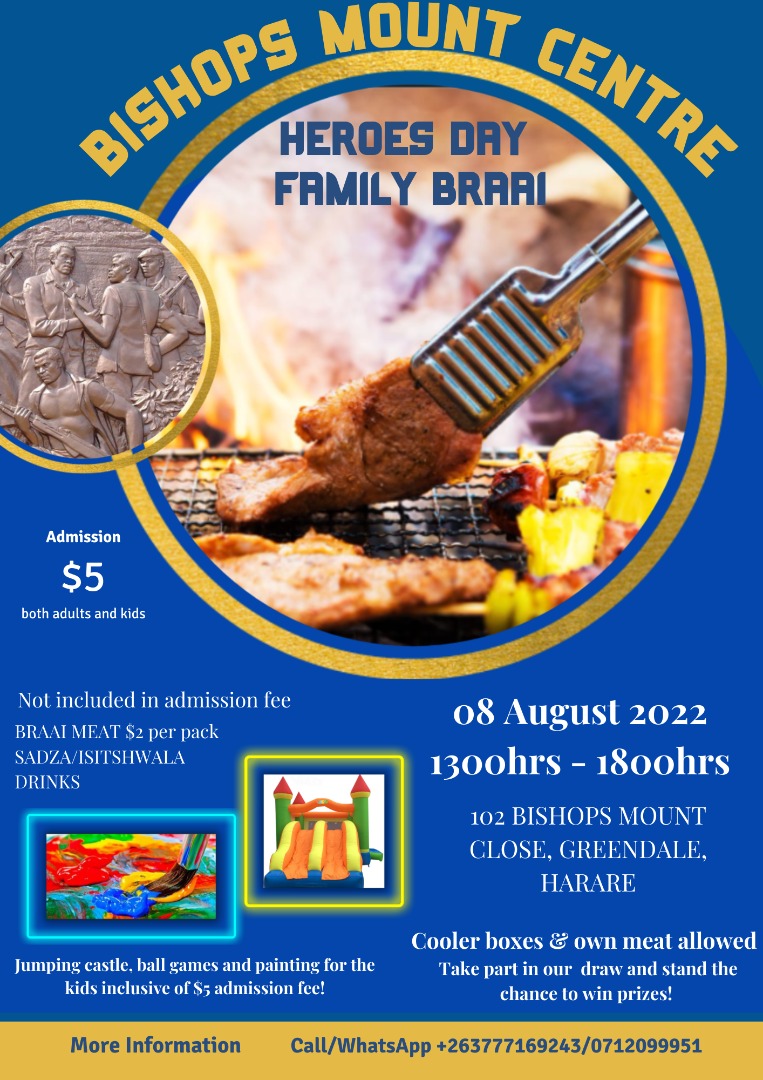 BISHOPS MOUNT CENTRE
HEROES DAY
FAMILY BRAAI
Admission
$5
both adults and kids
Not included in admission fee
BRAAI MEAT $2 per pack
SADZA/ISITSHWALA
DRINKS
08 August 2022
1300hrs - 1800hrs
102 BISHOPS MOUNT
CLOSE, GREENDALE,
HARARE
Jumping castle, ball games and painting for the
kids inclusive of $5 admission fee!
Cooler boxes & own meat allowed
Take part in our draw and stand the
chance to win prizes!
More Information Call/WhatsApp +263777169243/0712099951